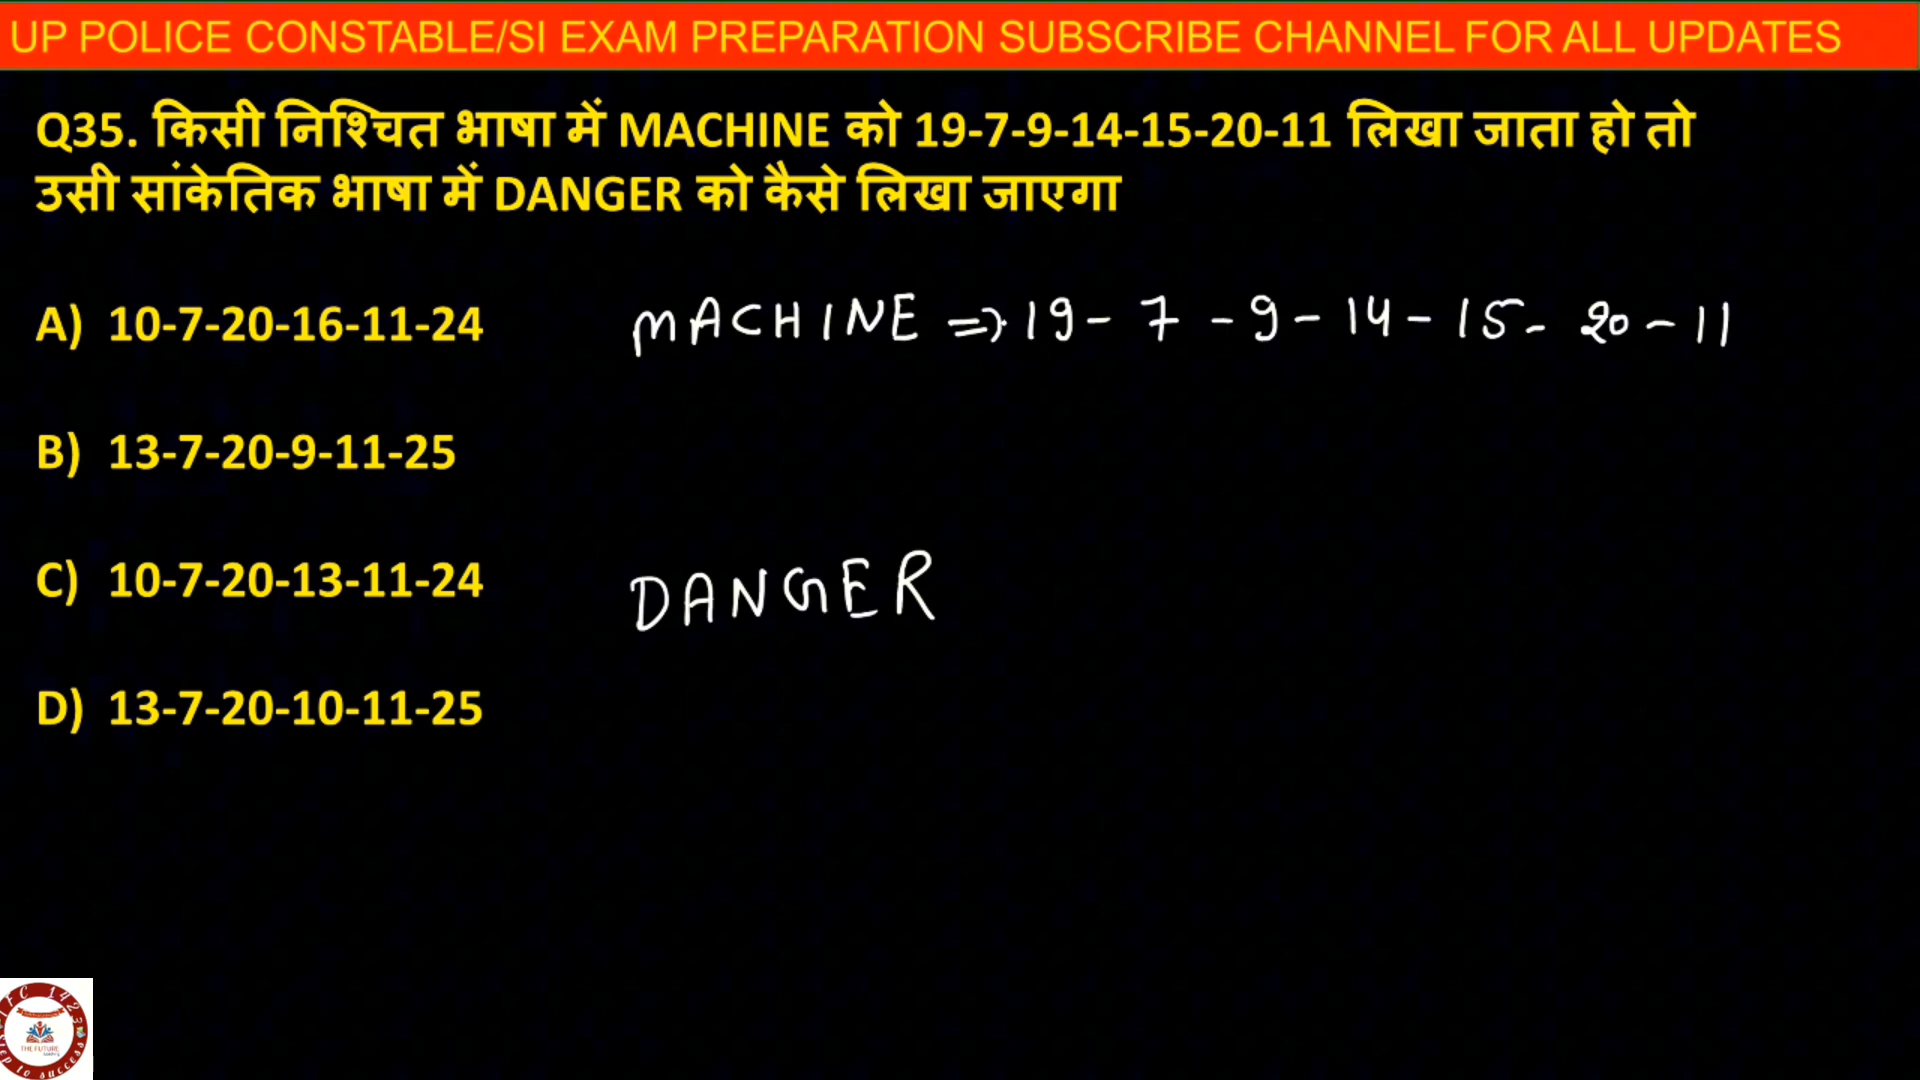 UP POLICE CONSTABLE/SI EXAM PREPARATION SUBSCRIBE CHANNEL FOR ALL UPDATES
Q35. किसी निश्चित भाषा में MACHINE को 19-7-9-14-15-20-11 लिखा जाता हो तो
उसी सांकेतिक भाषा में DANGER को कैसे लिखा जाएगा
A) 10-7-20-16-11-24
MACHINE => 19 - 7 - 9 - 14 - 15 - 20 - 11
B) 13-7-20-9-11-25
C) 10-7-20-13-11-24
DANGER
D) 13-7-20-10-11-25
THE FUTURE